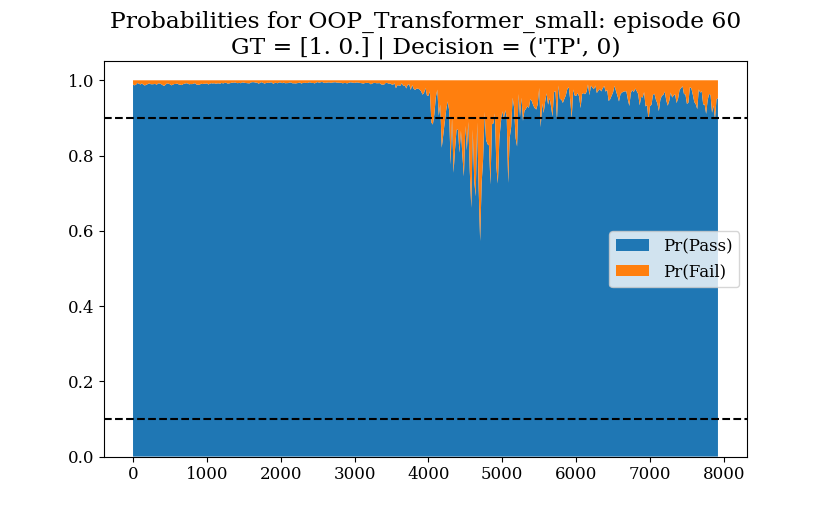 Probabilities for OOP_Transformer_small: episode 60
GT = [1. 0.] | Decision = ('TP', 0)
1.0
0.8
0.6
0.4
0.2
0.0
Pr(Pass)
Pr(Fail)
0 1000 2000 3000 4000 5000 6000 7000 8000